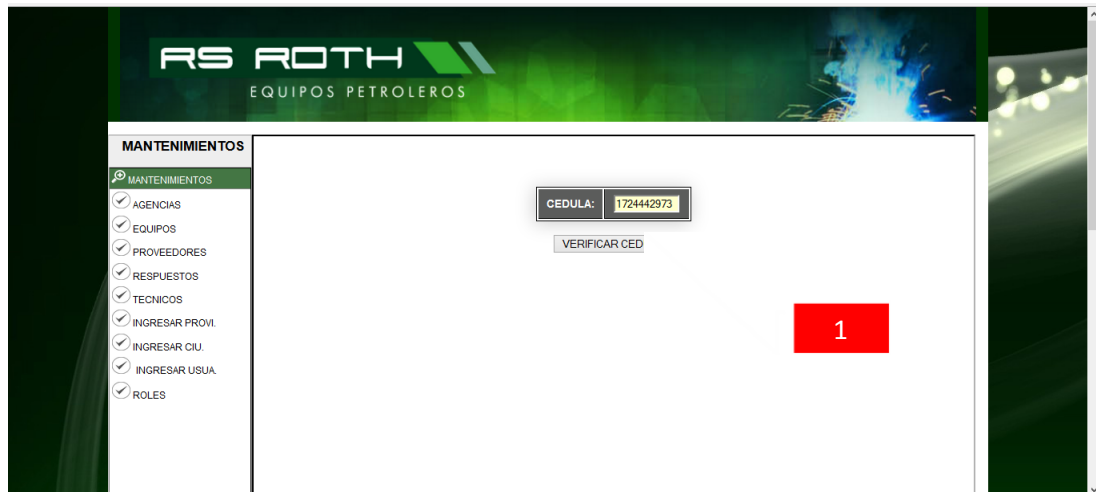 RS ROTH
EQUIPOS PETROLEROS
MANTENIMIENTOS
MANTENIMIENTOS
AGENCIAS
EQUIPOS
PROVEEDORES
RESPUESTOS
TECNICOS
INGRESAR PROVI.
INGRESAR CIU.
INGRESAR USUA.
ROLES
CEDULA: 1724442973
VERIFICAR CED
1